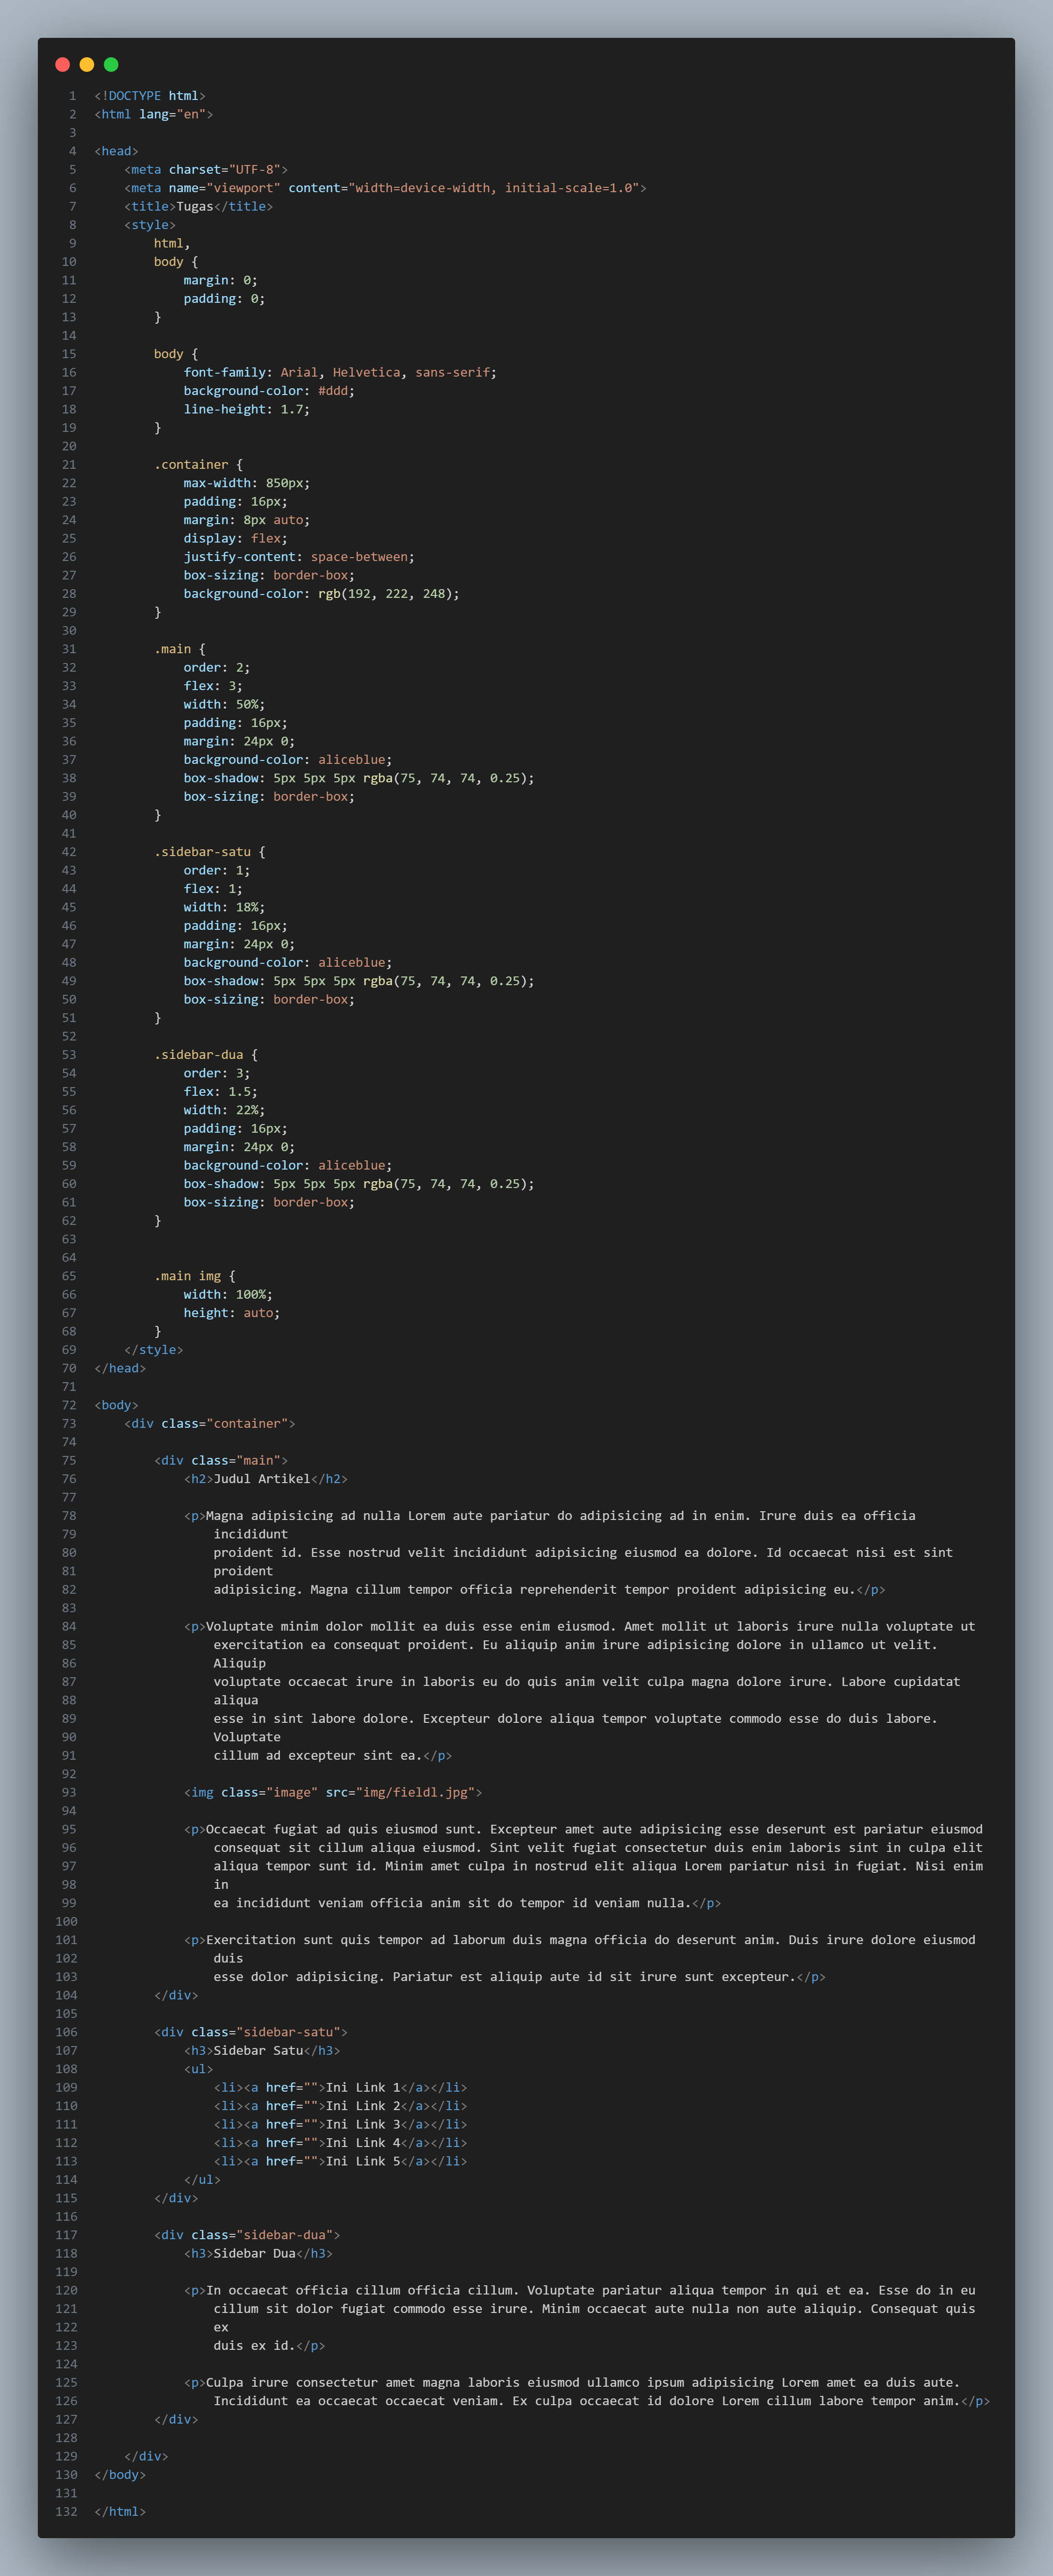 1 <!DOCTYPE html>
2 <html lang="en">
3
4 <head>
5     <meta charset="UTF-8">
6     <meta name="viewport" content="width=device-width, initial-scale=1.0">
7     <title>Tugas</title>
8     <style>
9         html,
10         body {
11             margin: 0;
12             padding: 0;
13         }
14
15         body {
16             font-family: Arial, Helvetica, sans-serif;
17             background-color: #ddd;
18             line-height: 1.7;
19         }
20
21         .container {
22             max-width: 850px;
23             padding: 16px;
24             margin: 8px auto;
25             display: flex;
26             justify-content: space-between;
27             box-sizing: border-box;
28             background-color: rgb(192, 222, 248);
29         }
30
31         .main {
32             order: 2;
33             flex: 3;
34             width: 50%;
35             padding: 16px;
36             margin: 24px 0;
37             background-color: aliceblue;
38             box-shadow: 5px 5px 5px rgba(75, 74, 74, 0.25);
39             box-sizing: border-box;
40         }
41
42         .sidebar-satu {
43             order: 1;
44             flex: 1;
45             width: 18%;
46             padding: 16px;
47             margin: 24px 0;
48             background-color: aliceblue;
49             box-shadow: 5px 5px 5px rgba(75, 74, 74, 0.25);
50             box-sizing: border-box;
51         }
52
53         .sidebar-dua {
54             order: 3;
55             flex: 1.5;
56             width: 22%;
57             padding: 16px;
58             margin: 24px 0;
59             background-color: aliceblue;
60             box-shadow: 5px 5px 5px rgba(75, 74, 74, 0.25);
61             box-sizing: border-box;
62         }
63
64
65         .main img {
66             width: 100%;
67             height: auto;
68         }
69     </style>
70 </head>
71
72 <body>
73     <div class="container">
74
75         <div class="main">
76             <h2>Judul Artikel</h2>
77
78             <p>Magna adipisicing ad nulla Lorem aute pariatur do adipisicing ad in enim. Irure duis ea officia
79                 incididunt
80                 proident id. Esse nostrud velit incididunt adipisicing eiusmod ea dolore. Id occaecat nisi est sint
81                 proident
82                 adipisicing. Magna cillum tempor officia reprehenderit tempor proident adipisicing eu.</p>
83
84             <p>Voluptate minim dolor mollit ea duis esse enim eiusmod. Amet mollit ut laboris irure nulla voluptate ut
85                 exercitation ea consequat proident. Eu aliquip anim irure adipisicing dolore in ullamco ut velit.
86                 Aliquip
87                 voluptate occaecat irure in laboris eu do quis anim velit culpa magna dolore irure. Labore cupidatat
88                 aliqua
89                 esse in sint labore dolore. Excepteur dolore aliqua tempor voluptate commodo esse do duis labore.
90                 Voluptate
91                 cillum ad excepteur sint ea.</p>
92
93             <img class="image" src="img/field1.jpg">
94
95             <p>Occaecat fugiat ad quis eiusmod sunt. Excepteur amet aute adipisicing esse deserunt est pariatur eiusmod
96                 consequat sit cillum aliqua eiusmod. Sint velit fugiat consectetur duis enim laboris sint in culpa elit
97                 aliqua tempor sunt id. Minim amet culpa in nostrud elit aliqua Lorem pariatur nisi in fugiat. Nisi enim
98                 in
99                 ea incididunt veniam officia anim sit do tempor id veniam nulla.</p>
100
101             <p>Exercitation sunt quis tempor ad laborum duis magna officia do deserunt anim. Duis irure dolore eiusmod
102                 duis
103                 esse dolor adipisicing. Pariatur est aliquip aute id sit irure sunt excepteur.</p>
104         </div>
105
106         <div class="sidebar-satu">
107             <h3>Sidebar Satu</h3>
108             <ul>
109                 <li><a href="">Ini Link 1</a></li>
110                 <li><a href="">Ini Link 2</a></li>
111                 <li><a href="">Ini Link 3</a></li>
112                 <li><a href="">Ini Link 4</a></li>
113                 <li><a href="">Ini Link 5</a></li>
114             </ul>
115         </div>
116
117         <div class="sidebar-dua">
118             <h3>Sidebar Dua</h3>
119
120             <p>In occaecat officia cillum officia cillum. Voluptate pariatur aliqua tempor in qui et ea. Esse do in eu
121                 cillum sit dolor fugiat commodo esse irure. Minim occaecat aute nulla non aute aliquip. Consequat quis
122                 ex
123                 duis ex id.</p>
124
125             <p>Culpa irure consectetur amet magna laboris eiusmod ullamco ipsum adipisicing Lorem amet ea duis aute.
126                 Incididunt ea occaecat occaecat veniam. Ex culpa occaecat id dolore Lorem cillum labore tempor anim.</p>
127         </div>
128
129     </div>
130 </body>
131
132 </html>